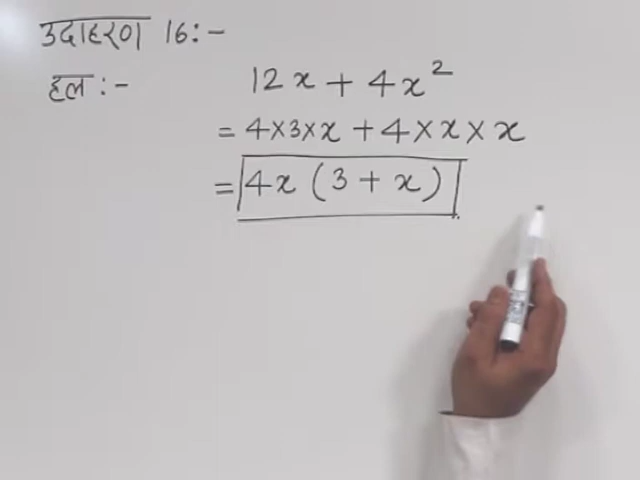 उदाहरण 16:-
हल:- 12x + 4x²
= 4×3×x + 4×x×x
= 4x (3 + x)